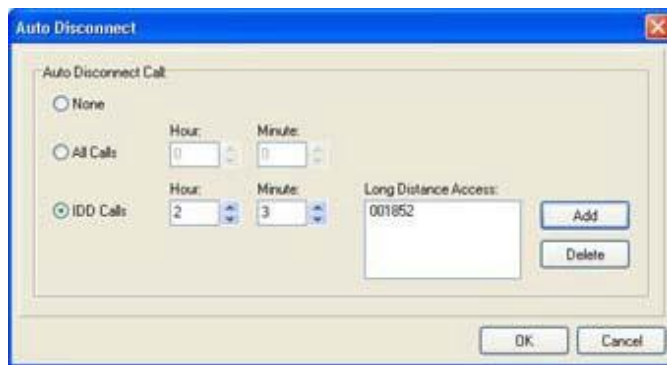 Auto Disconnect
Auto Disconnect Call:
None
Hour: Minute:
All Calls 0 0
Hour: Minute: Long Distance Access:
IDD Calls 2 3 001852 Add
Delete
OK Cancel